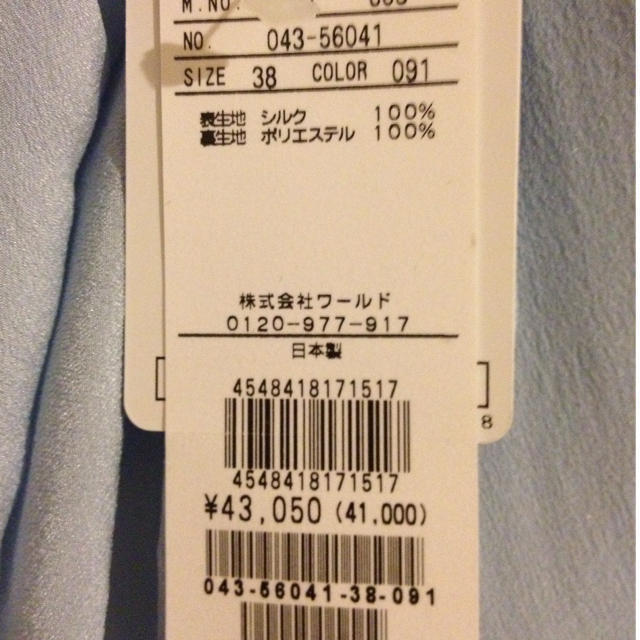 M.NO.
NO. 043-56041
SIZE 38 COLOR 091
表生地 シルク 100%
裏生地 ポリエステル 100%
株式会社ワールド
0120-977-917
日本製
4548418171517
4548418171517
¥43,050 (41,000)
8
043-56041-38-091